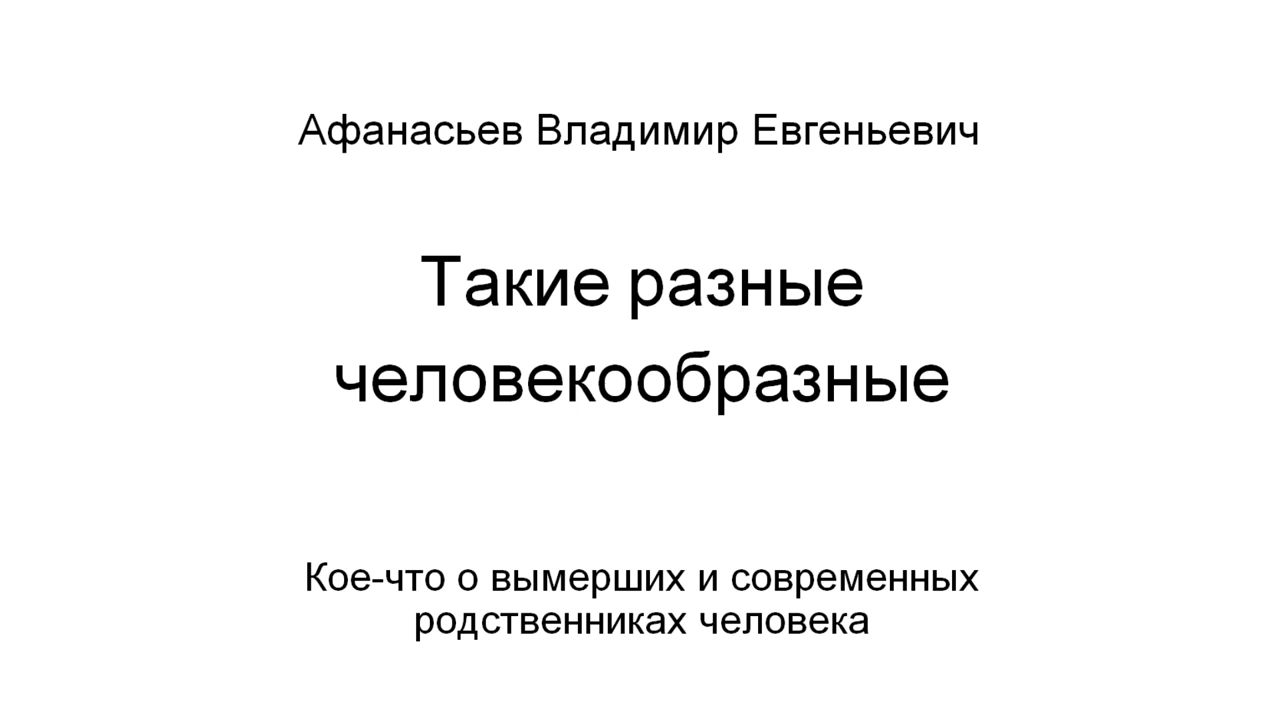 Афанасьев Владимир Евгеньевич
Такие разные
человекообразные
Кое-что о вымерших и современных
родственниках человека